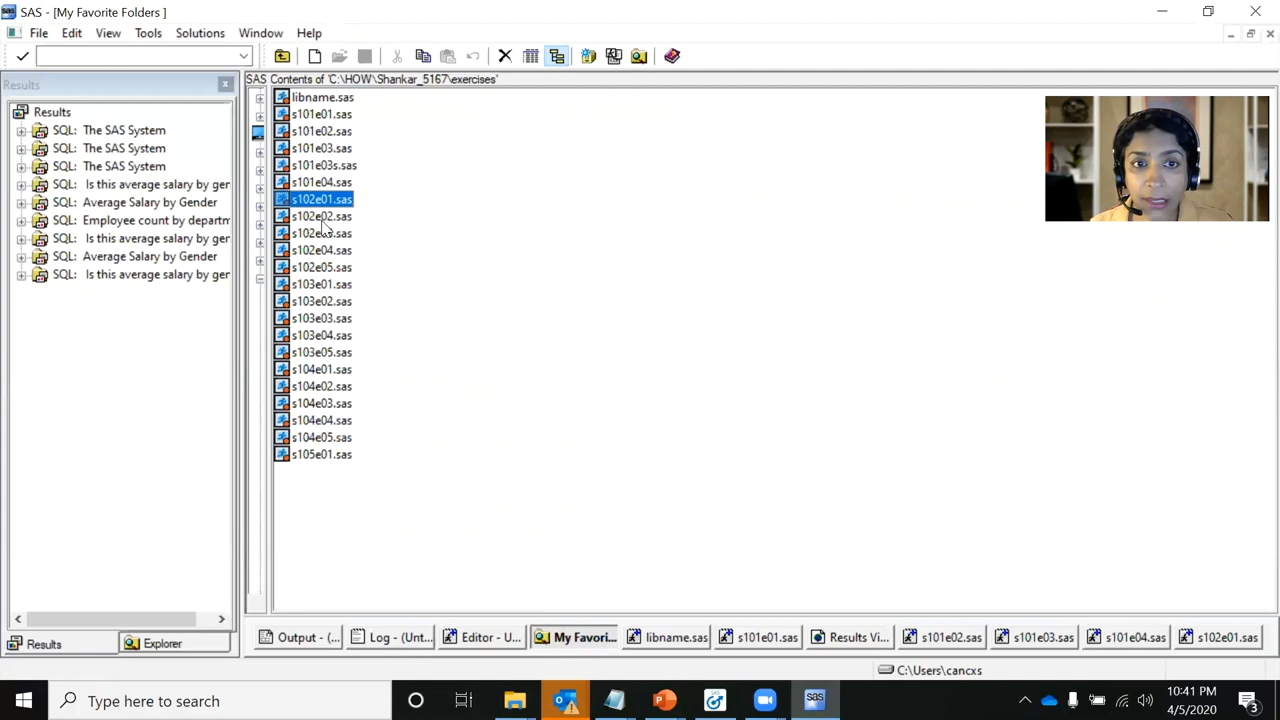 SAS - [My Favorite Folders ]
File Edit View Tools Solutions Window Help
Results
SAS Contents of 'C:\HOW\Shankar_5167\exercises'
Results
SQL: The SAS System
SQL: The SAS System
SQL: The SAS System
SQL: Is this average salary by ger
SQL: Average Salary by Gender
SQL: Employee count by departm
SQL: Is this average salary by ger
SQL: Average Salary by Gender
SQL: Is this average salary by ger
libname.sas
s101e01.sas
s101e02.sas
s101e03.sas
s101e03s.sas
s101e04.sas
s102e01.sas
s102e02.sas
s102e03.sas
s102e04.sas
s102e05.sas
s103e01.sas
s103e02.sas
s103e03.sas
s103e04.sas
s103e05.sas
s104e01.sas
s104e02.sas
s104e03.sas
s104e04.sas
s104e05.sas
s105e01.sas
Results Explorer
Output - (... Log - (Unt... Editor - U... My Favori... libname.sas s101e01.sas Results Vi... s101e02.sas s101e03.sas s101e04.sas s102e01.sas
C:\Users\cancxs
Type here to search
sas
10:41 PM
4/5/2020
3